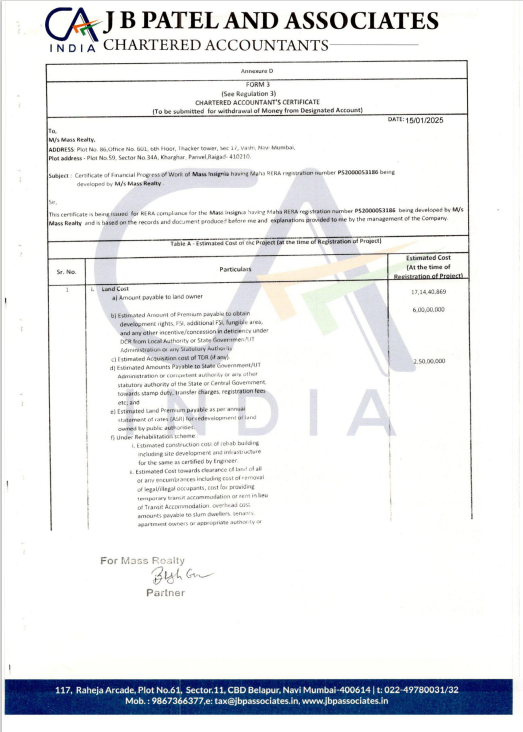 CA
INDIA
J B PATEL AND ASSOCIATES
CHARTERED ACCOUNTANTS
Annexure D
FORM 3
(See Regulation 3)
CHARTERED ACCOUNTANT'S CERTIFICATE
(To be submitted for withdrawal of Money from Designated Account)
DATE: 15/01/2025
To,
M/s Mass Realty,
ADDRESS: Plot No. 86,Office No. 601, 6th Floor, Thacker tower, Sec 17, Vashi, Navi Mumbai,
Plot address - Plot No.59, Sector No.34A, Kharghar, Panvel,Raigad- 410210.
Subject : Certificate of Financial Progress of Work of Mass Insignia having Maha RERA registration number P52000053186 being
developed by M/s Mass Realty
Sir,
This certificate is being issued for RERA compliance for the Mass Insignia having Maha RERA registration number P52000053186 being developed by M/s
Mass Realty and is based on the records and document produced before me and explanations provided to me by the management of the Company.
Table A - Estimated Cost of the Project (at the time of Registration of Project)
Sr. No.
Particulars
Estimated Cost
(At the time of
Registration of Project)
1
i. Land Cost
a) Amount payable to land owner
17,14,40,869
b) Estimated Amount of Premium payable to obtain
6,00,00,000
development rights, FSI, additional FSI, fungible area,
and any other incentive/concession in deficiency under
DCR from Local Authority or State Government/UT
Administration or any Statutory Authority
c) Estimated Acquisition cost of TDR (if any).
2,50,00,000
d) Estimated Amounts Payable to State Government/UT
Administration or competent authority or any other
statutory authority of the State or Central Government,
towards stamp duty, transfer charges, registration fees
etc; and
e) Estimated Land Premium payable as per annual
statement of rates (ASR) for redevelopment of land
owned by public authorities.
f) Under Rehabilitation scheme
i. Estimated construction cost of rehab building
including site development and infrastructure
for the same as certified by Engineer.
ii. Estimated Cost towards clearance of land of all
or any encumbrances including cost of removal
of legal/illegal occupants, cost for providing
temporary transit accommodation or rent in lieu
of Transit Accommodation, overhead cost,
amounts payable to slum dwellers, tenants,
apartment owners or appropriate authority or
For Mass Realty
Partner
117, Raheja Arcade, Plot No.61, Sector.11, CBD Belapur, Navi Mumbai-400614 | t: 022-49780031/32
Mob. : 9867366377,e: tax@jbpassociates.in, www.jbpassociates.in